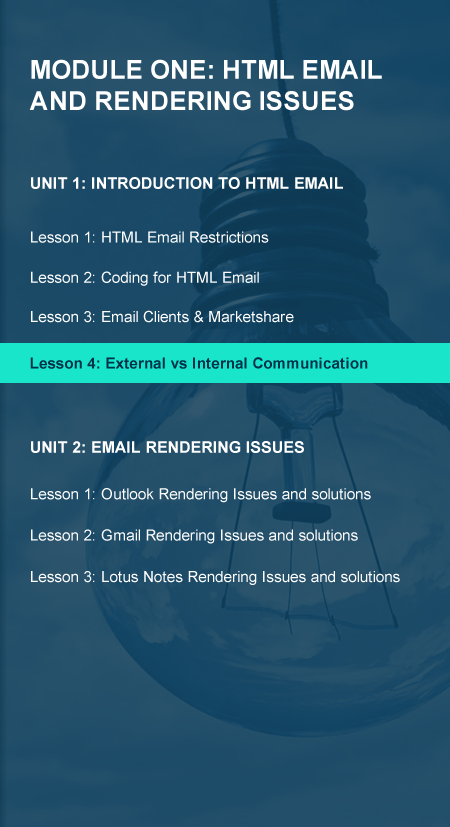 MODULE ONE: HTML EMAIL
AND RENDERING ISSUES
UNIT 1: INTRODUCTION TO HTML EMAIL
Lesson 1: HTML Email Restrictions
Lesson 2: Coding for HTML Email
Lesson 3: Email Clients & Marketshare
Lesson 4: External vs Internal Communication
UNIT 2: EMAIL RENDERING ISSUES
Lesson 1: Outlook Rendering Issues and solutions
Lesson 2: Gmail Rendering Issues and solutions
Lesson 3: Lotus Notes Rendering Issues and solutions